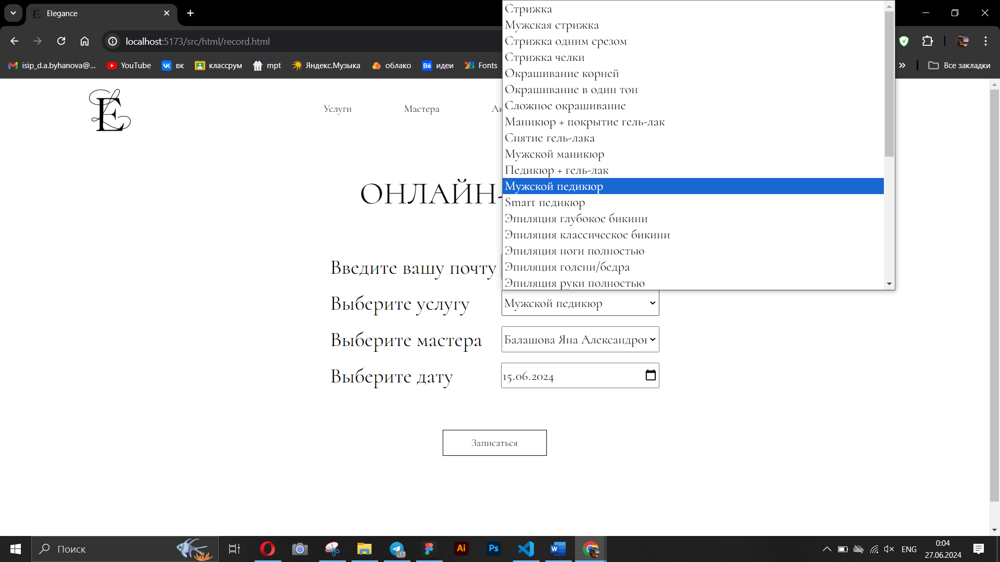 Elegance
localhost:5173/src/html/record.html
isip_d.a.byhanova@...
YouTube
вк
классрум
mpt
Яндекс.Музыка
облако
идеи
Fonts
Все закладки
E
Услуги
Мастера
Ак
ОНЛАЙН-
Стрижка
Мужская стрижка
Стрижка одним срезом
Стрижка челки
Окрашивание корней
Окрашивание в один тон
Сложное окрашивание
Маникюр + покрытие гель-лак
Снятие гель-лака
Мужской маникюр
Педикюр + гель-лак
Мужской педикюр
Smart педикюр
Эпиляция глубокое бикини
Эпиляция классическое бикини
Эпиляция ноги полностью
Эпиляция голени/бедра
Эпиляция руки полностью
Введите вашу почту
Выберите услугу
Мужской педикюр
Выберите мастера
Балашова Яна Александров
Выберите дату
15.06.2024
Записаться
Поиск
17
Ai
Ps
ENG
0:04
27.06.2024